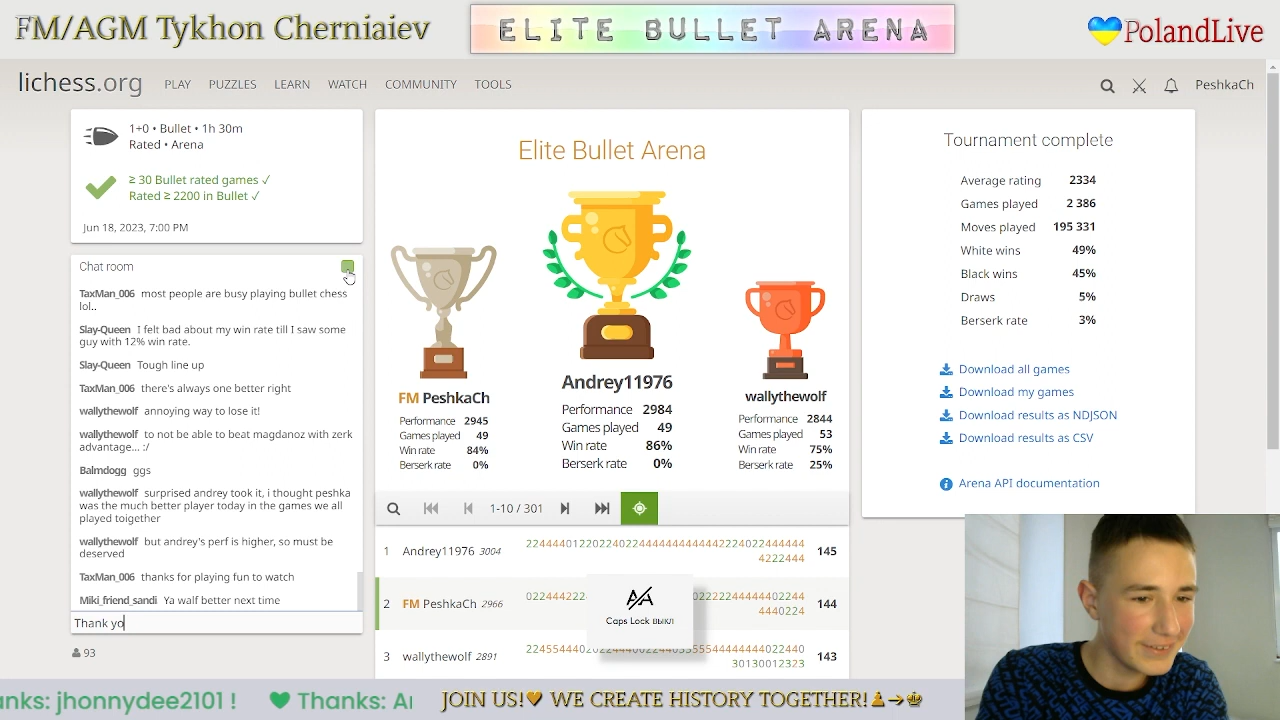 FM/AGM Tykhon Cherniaiev
ELITE BULLET ARENA
PolandLive
lichess.org
PLAY PUZZLES LEARN WATCH COMMUNITY TOOLS
PeshkaCh
1+0 • Bullet • 1h 30m
Rated • Arena
≥ 30 Bullet rated games ✓
Rated ≥ 2200 in Bullet ✓
Jun 18, 2023, 7:00 PM
Chat room
TaxMan_006 most people are busy playing bullet chess
lol..
Slay-Queen I felt bad about my win rate till I saw some
guy with 12% win rate.
Slay-Queen Tough line up
TaxMan_006 there's always one better right
wallythewolf annoying way to lose it!
wallythewolf to not be able to beat magdanoz with zerk
advantage... :/
Balmdogg ggs
wallythewolf surprised andrey took it, i thought peshka
was the much better player today in the games we all
played toigether
wallythewolf but andrey's perf is higher, so must be
deserved
TaxMan_006 thanks for playing fun to watch
Miki_friend_sandi Ya walf better next time
Thank yo
93
Elite Bullet Arena
FM PeshkaCh
Performance 2945
Games played 49
Win rate 84%
Berserk rate 0%
Andrey11976
Performance 2984
Games played 49
Win rate 86%
Berserk rate 0%
wallythewolf
Performance 2844
Games played 53
Win rate 75%
Berserk rate 25%
1-10 / 301
1 Andrey11976 3004 145
2 FM PeshkaCh 2966 144
3 wallythewolf 2891 143
Caps Lock выкл
Tournament complete
Average rating 2334
Games played 2 386
Moves played 195 331
White wins 49%
Black wins 45%
Draws 5%
Berserk rate 3%
Download all games
Download my games
Download results as NDJSON
Download results as CSV
Arena API documentation
anks: jhonnydee2101 !
Thanks:
JOIN US! WE CREATE HISTORY TOGETHER!